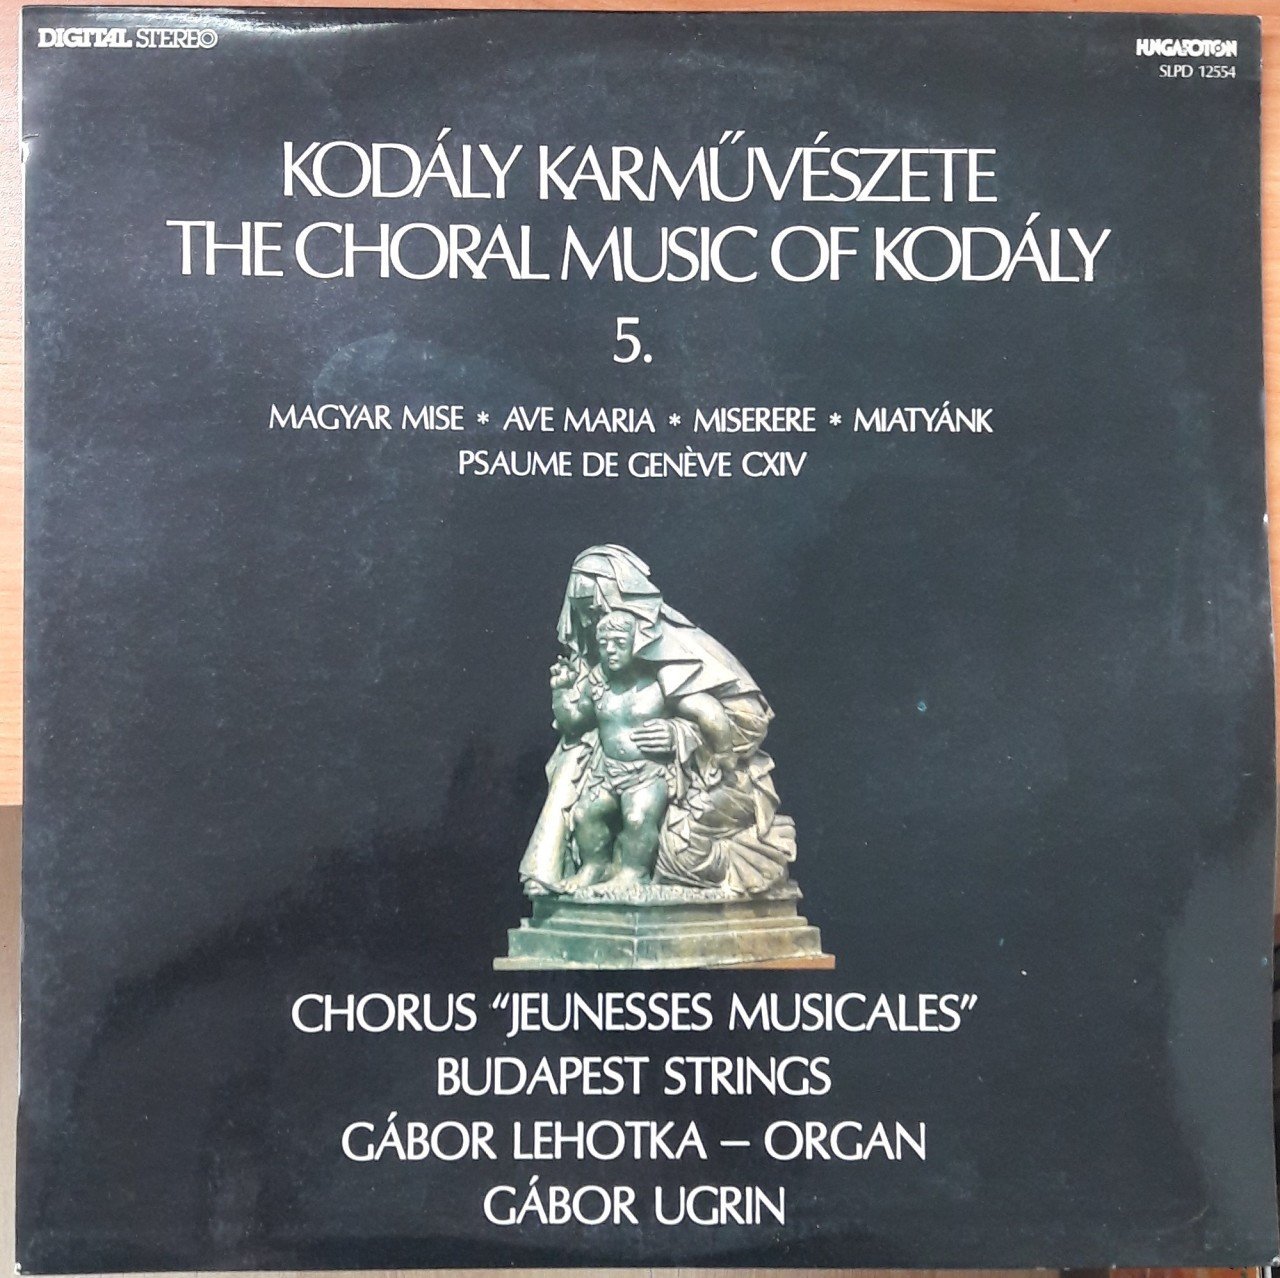 DIGITAL STEREO
HUNGAROTON
SLPD 12554
KODÁLY KARMŰVÉSZETE
THE CHORAL MUSIC OF KODÁLY
5.
MAGYAR MISE * AVE MARIA * MISERERE * MIATYÁNK
PSAUME DE GENÈVE CXIV
CHORUS "JEUNESSES MUSICALES"
BUDAPEST STRINGS
GÁBOR LEHOTKA – ORGAN
GÁBOR UGRIN